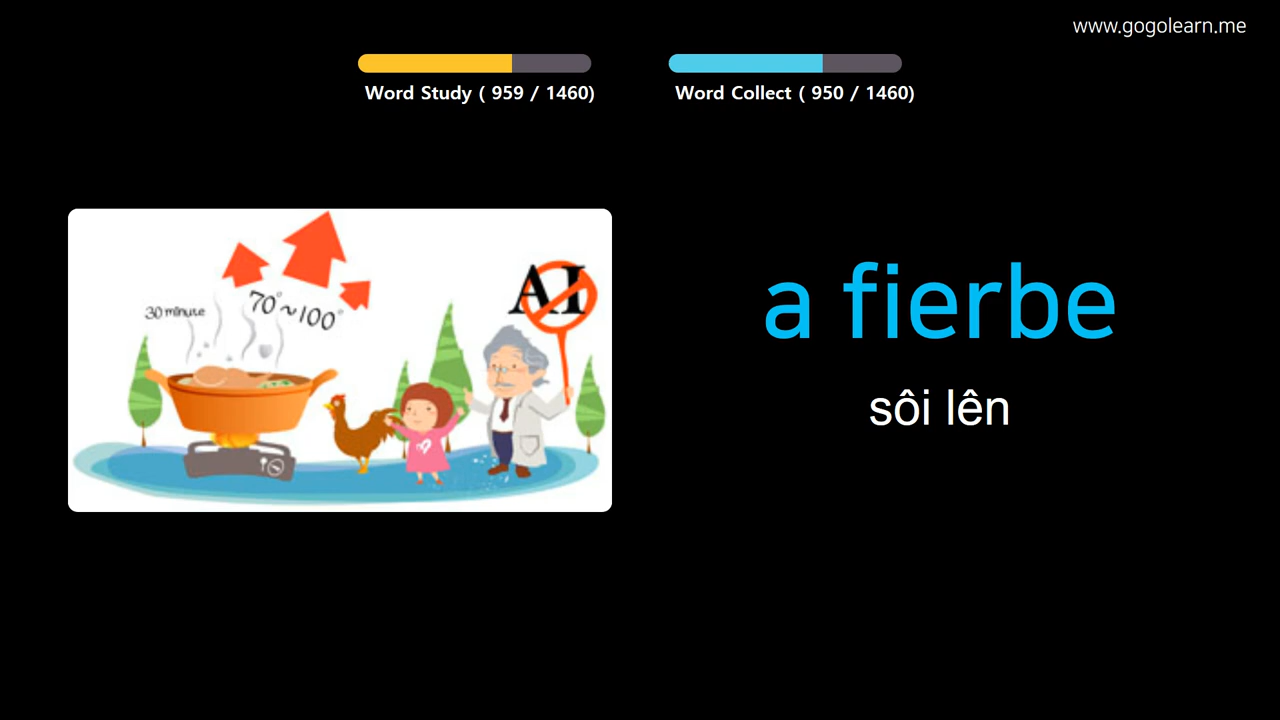 www.gogolearn.me
Word Study ( 959 / 1460)
Word Collect ( 950 / 1460)
30 minute
70°~100°
AI
a fierbe
sôi lên